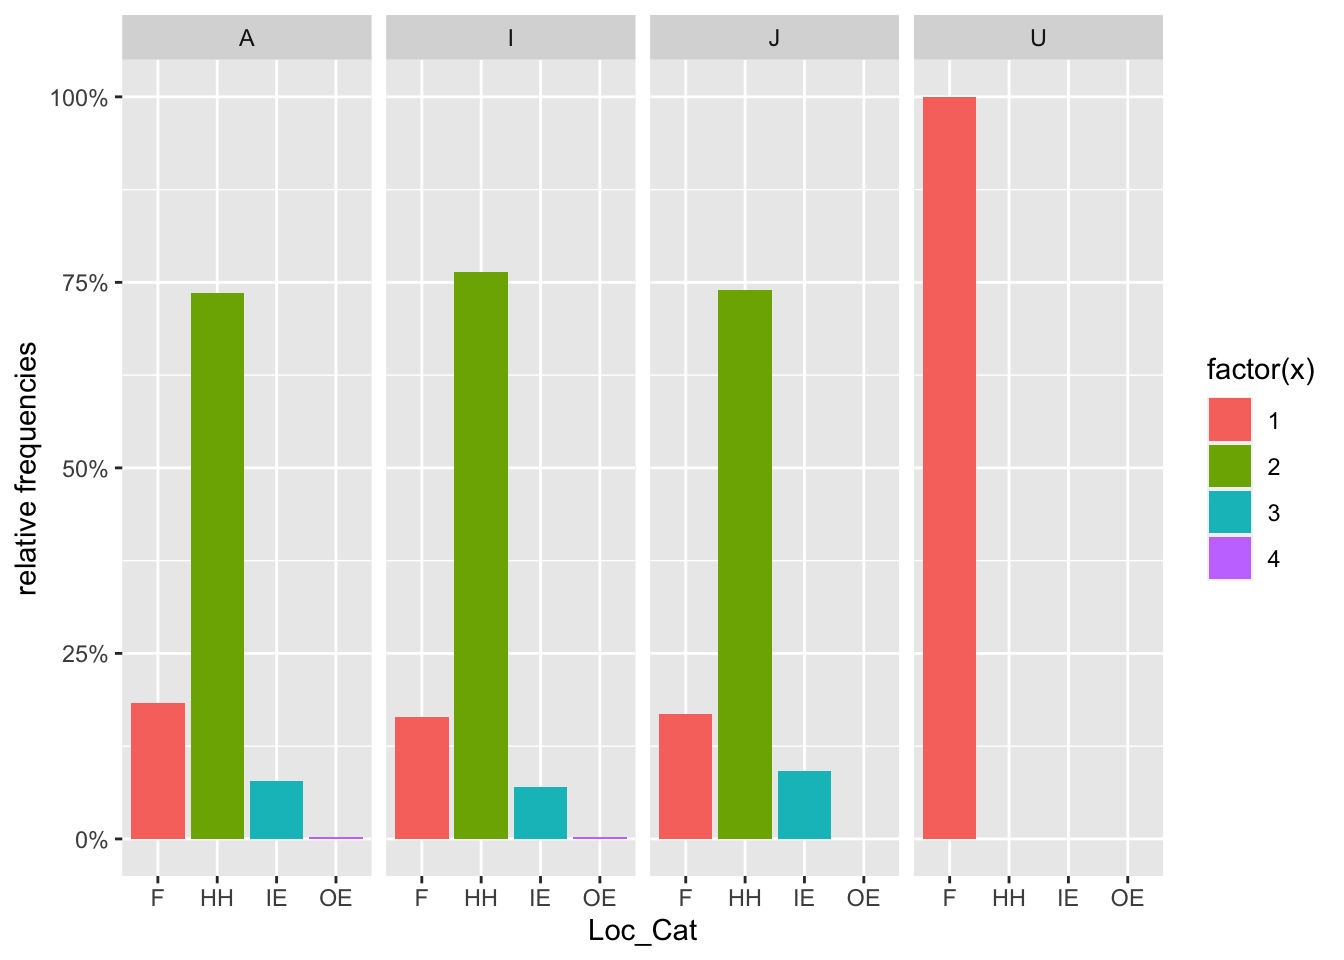 A I J U
100%
75%
50%
25%
0%
relative frequencies
F HH IE OE F HH IE OE F HH IE OE F HH IE OE
Loc_Cat
factor(x)
1
2
3
4